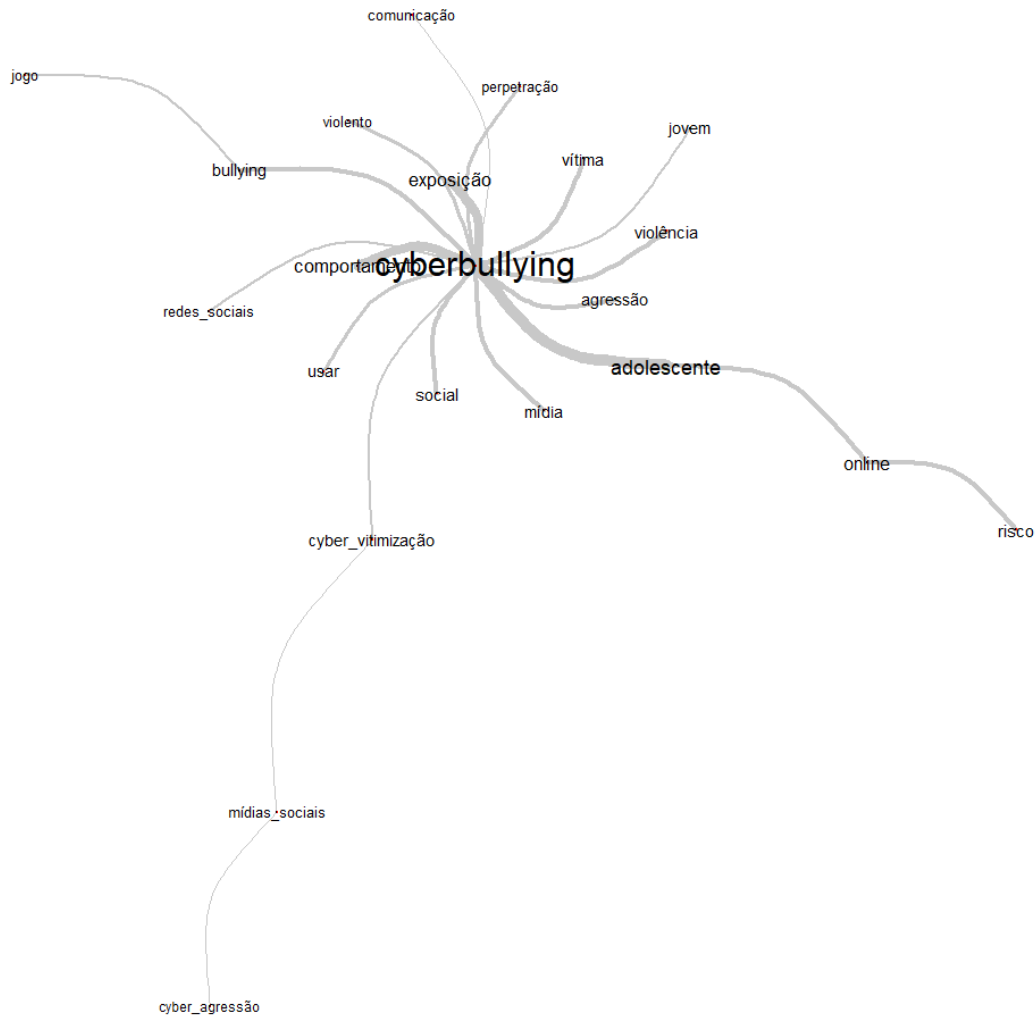 comunicação
jogo
perpetração
violento
jovem
vítima
bullying
exposição
violência
comportamento
cyberbullying
agressão
redes_sociais
usar
adolescente
social
mídia
online
risco
cyber_vitimização
mídias_sociais
cyber_agressão